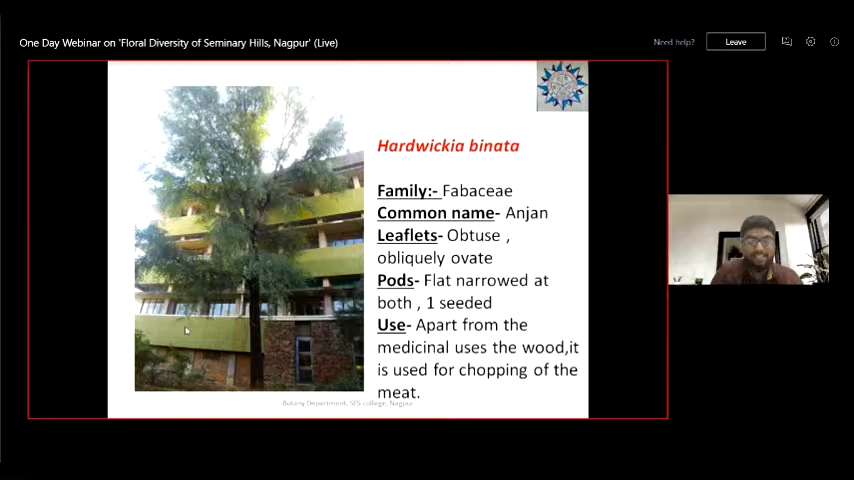 One Day Webinar on 'Floral Diversity of Seminary Hills, Nagpur' (Live)
Need help?
Leave
Hardwickia binata
Family:- Fabaceae
Common name- Anjan
Leaflets- Obtuse ,
obliquely ovate
Pods- Flat narrowed at
both , 1 seeded
Use- Apart from the
medicinal uses the wood,it
is used for chopping of the
meat.
Botany Department, SFS college, Nagpur